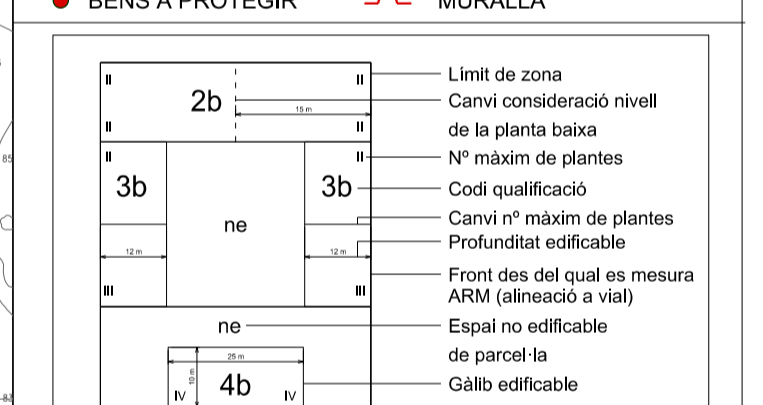 BENS A PROTEGIR MURALLA
II II Límit de zona
2b Canvi consideració nivell
15 m
II II de la planta baixa
II II Nº màxim de plantes
3b 3b Codi qualificació
ne Canvi nº màxim de plantes
12 m 12 m Profunditat edificable
III III Front des del qual es mesura
ARM (alineació a vial)
ne Espai no edificable
de parcel·la
25 m
10 m
4b Gàlib edificable
IV IV
85